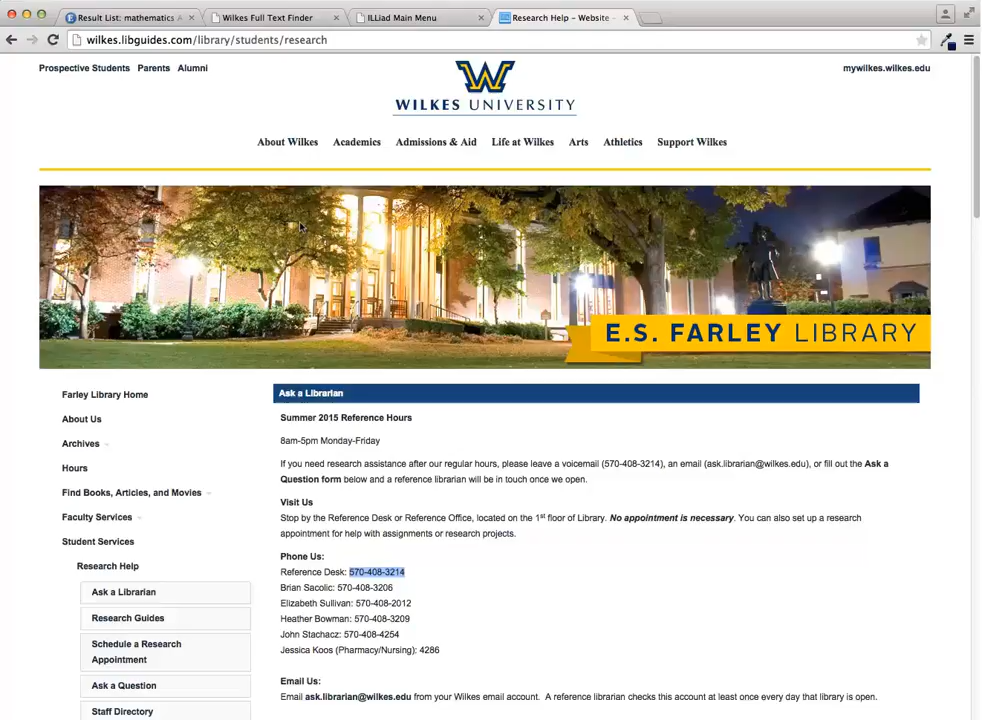 Result List: mathematics A
Wilkes Full Text Finder
ILLiad Main Menu
Research Help - Website -
wilkes.libguides.com/library/students/research
Prospective Students Parents Alumni
mywilkes.wilkes.edu
W
WILKES UNIVERSITY
About Wilkes Academics Admissions & Aid Life at Wilkes Arts Athletics Support Wilkes
E.S. FARLEY LIBRARY
Farley Library Home
About Us
Archives
Hours
Find Books, Articles, and Movies
Faculty Services
Student Services
Research Help
Ask a Librarian
Research Guides
Schedule a Research
Appointment
Ask a Question
Staff Directory
Ask a Librarian
Summer 2015 Reference Hours
8am-5pm Monday-Friday
If you need research assistance after our regular hours, please leave a voicemail (570-408-3214), an email (ask.librarian@wilkes.edu), or fill out the Ask a
Question form below and a reference librarian will be in touch once we open.
Visit Us
Stop by the Reference Desk or Reference Office, located on the 1st floor of Library. No appointment is necessary. You can also set up a research
appointment for help with assignments or research projects.
Phone Us:
Reference Desk: 570-408-3214
Brian Sacolic: 570-408-3206
Elizabeth Sullivan: 570-408-2012
Heather Bowman: 570-408-3209
John Stachacz: 570-408-4254
Jessica Koos (Pharmacy/Nursing): 4286
Email Us:
Email ask.librarian@wilkes.edu from your Wilkes email account. A reference librarian checks this account at least once every day that library is open.